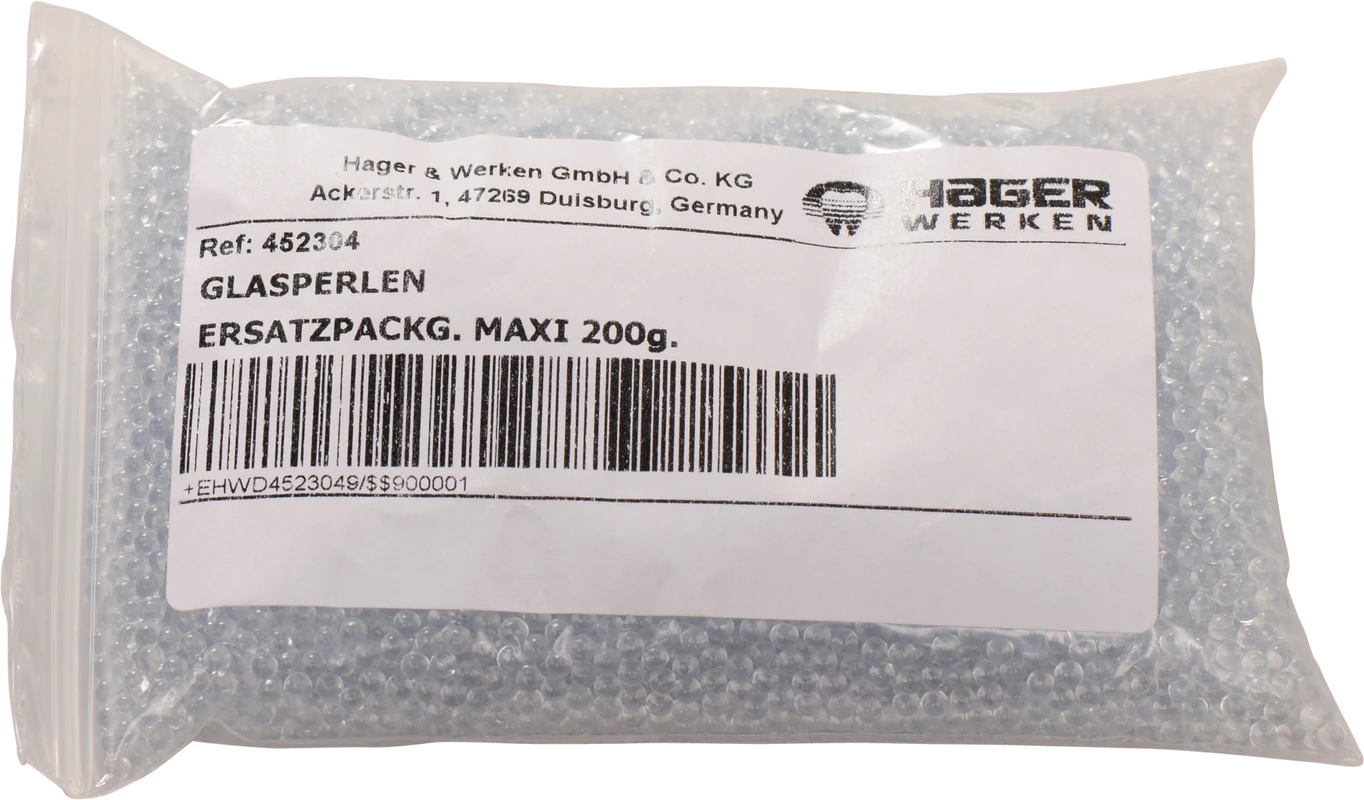 Hager & Werken GmbH & Co. KG
Ackerstr. 1, 47269 Duisburg, Germany
HAGER
WERKEN
Ref: 452304
GLASPERLEN
ERSATZPACKG. MAXI 200g.
+EHWD4523049/$$900001